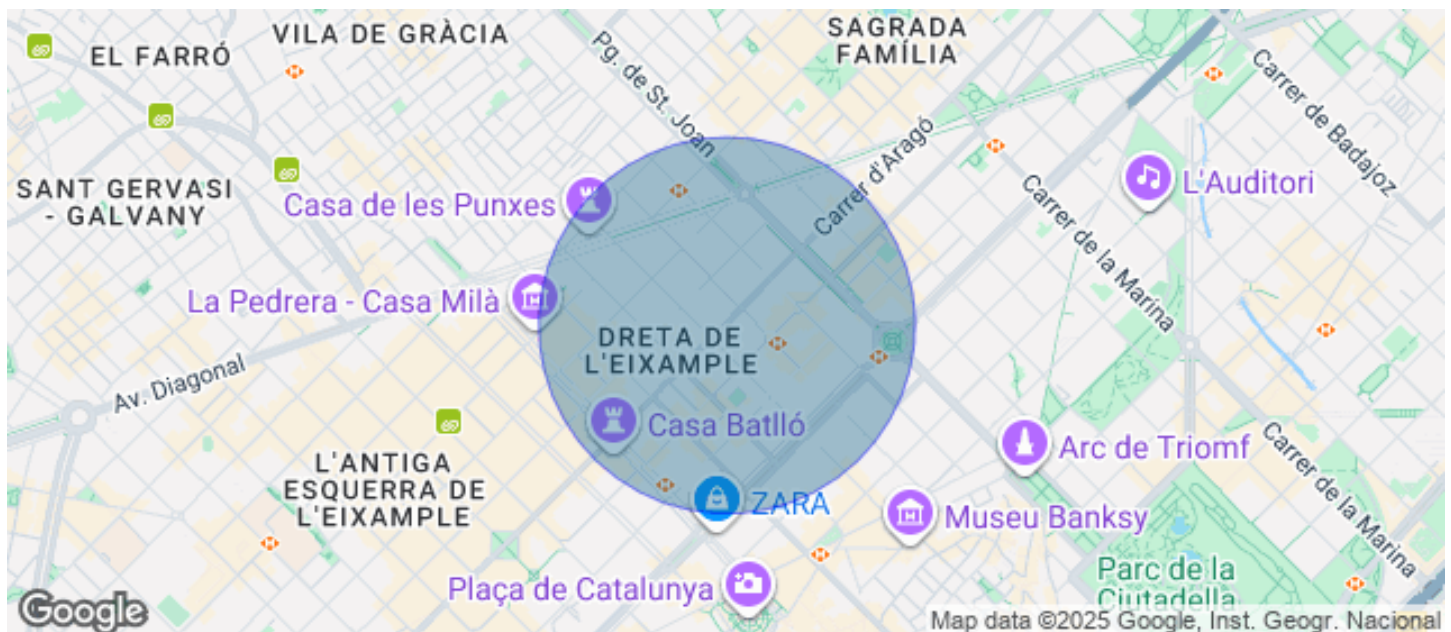 EL FARRÓ
VILA DE GRÀCIA
Pg. de St. Joan
SAGRADA
FAMÍLIA
Carrer de Badajoz
SANT GERVASI
- GALVANY
Casa de les Punxes
Carrer d'Aragó
L'Auditori
La Pedrera - Casa Milà
Carrer de la Marina
DRETA DE
L'EIXAMPLE
Av. Diagonal
Casa Batlló
Arc de Triomf
L'ANTIGA
ESQUERRA DE
L'EIXAMPLE
ZARA
Museu Banksy
Carrer de la Marina
Plaça de Catalunya
Parc de la
Ciutadella
Google
Map data ©2025 Google, Inst. Geogr. Nacional